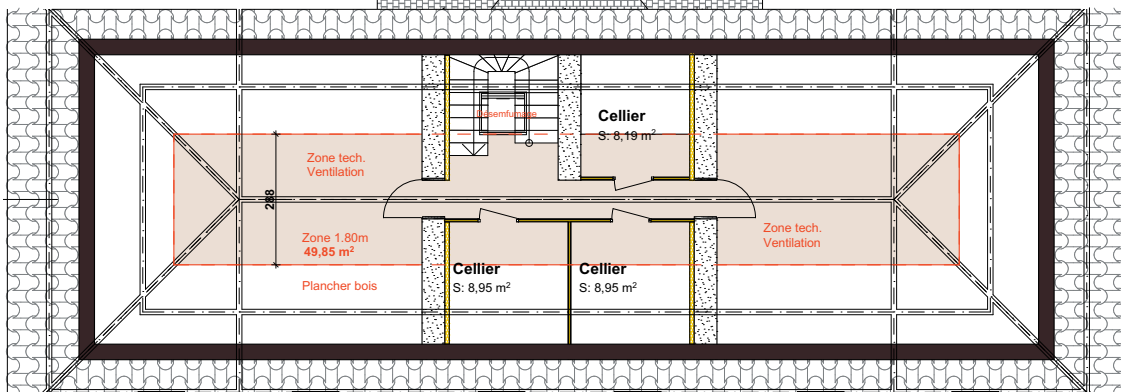 Désemfumage
Cellier
S: 8,19 m²
Zone tech.
Ventilation
288
Zone 1.80m
49,85 m²
Plancher bois
Cellier
S: 8,95 m²
Cellier
S: 8,95 m²
Zone tech.
Ventilation